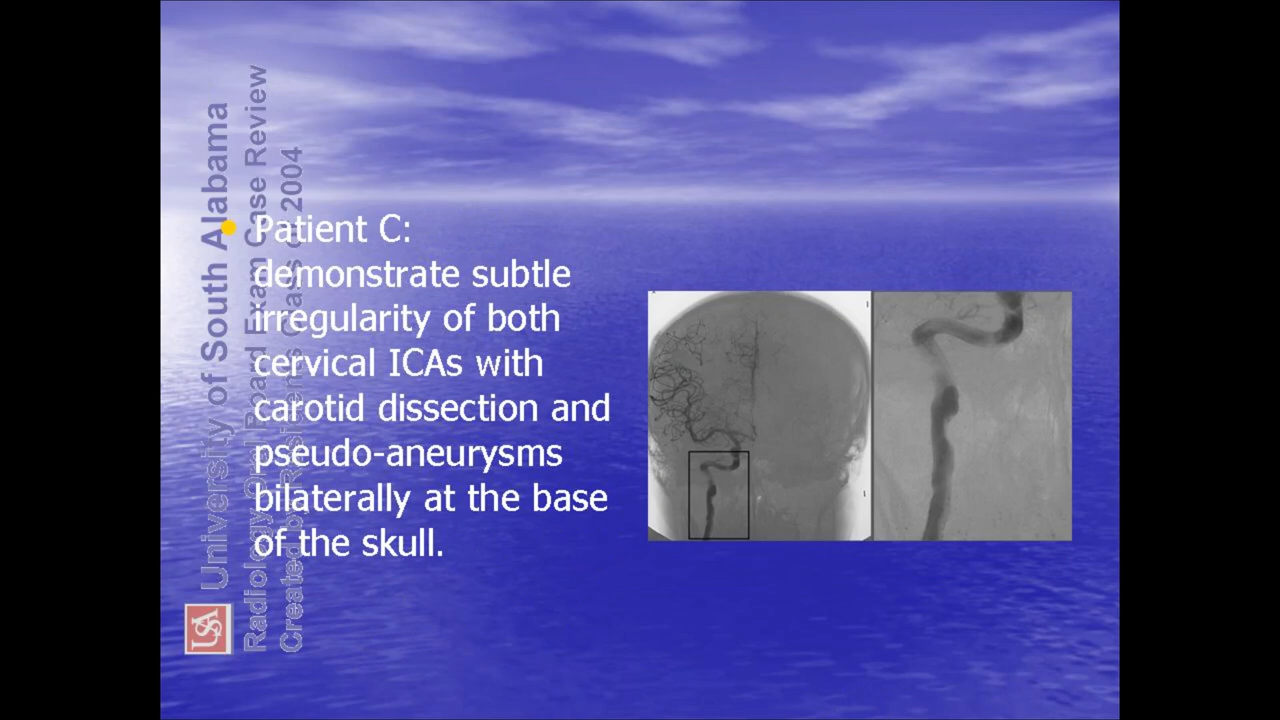 University of South Alabama
Radiology Oral Board Exam Case Review
Created by Residents Class of 2004
USA
• Patient C:
demonstrate subtle
irregularity of both
cervical ICAs with
carotid dissection and
pseudo-aneurysms
bilaterally at the base
of the skull.